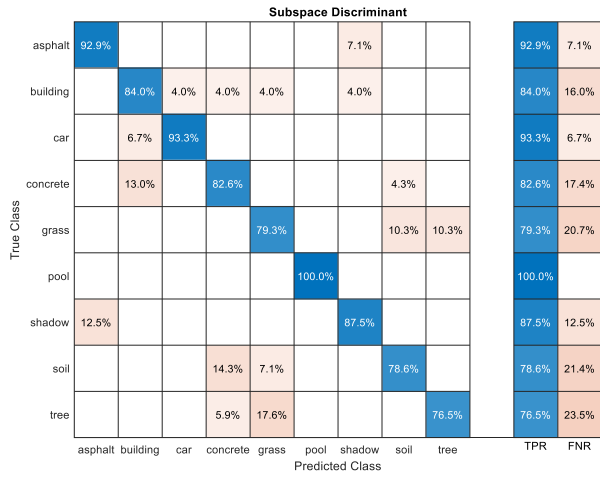 Subspace Discriminant
asphalt 92.9% 7.1% 92.9% 7.1%
building 84.0% 4.0% 4.0% 4.0% 4.0% 84.0% 16.0%
car 6.7% 93.3% 93.3% 6.7%
concrete 13.0% 82.6% 4.3% 82.6% 17.4%
grass 79.3% 10.3% 10.3% 79.3% 20.7%
pool 100.0% 100.0%
shadow 12.5% 87.5% 87.5% 12.5%
soil 14.3% 7.1% 78.6% 78.6% 21.4%
tree 5.9% 17.6% 76.5% 76.5% 23.5%
True Class
asphalt building car concrete grass pool shadow soil tree TPR FNR
Predicted Class